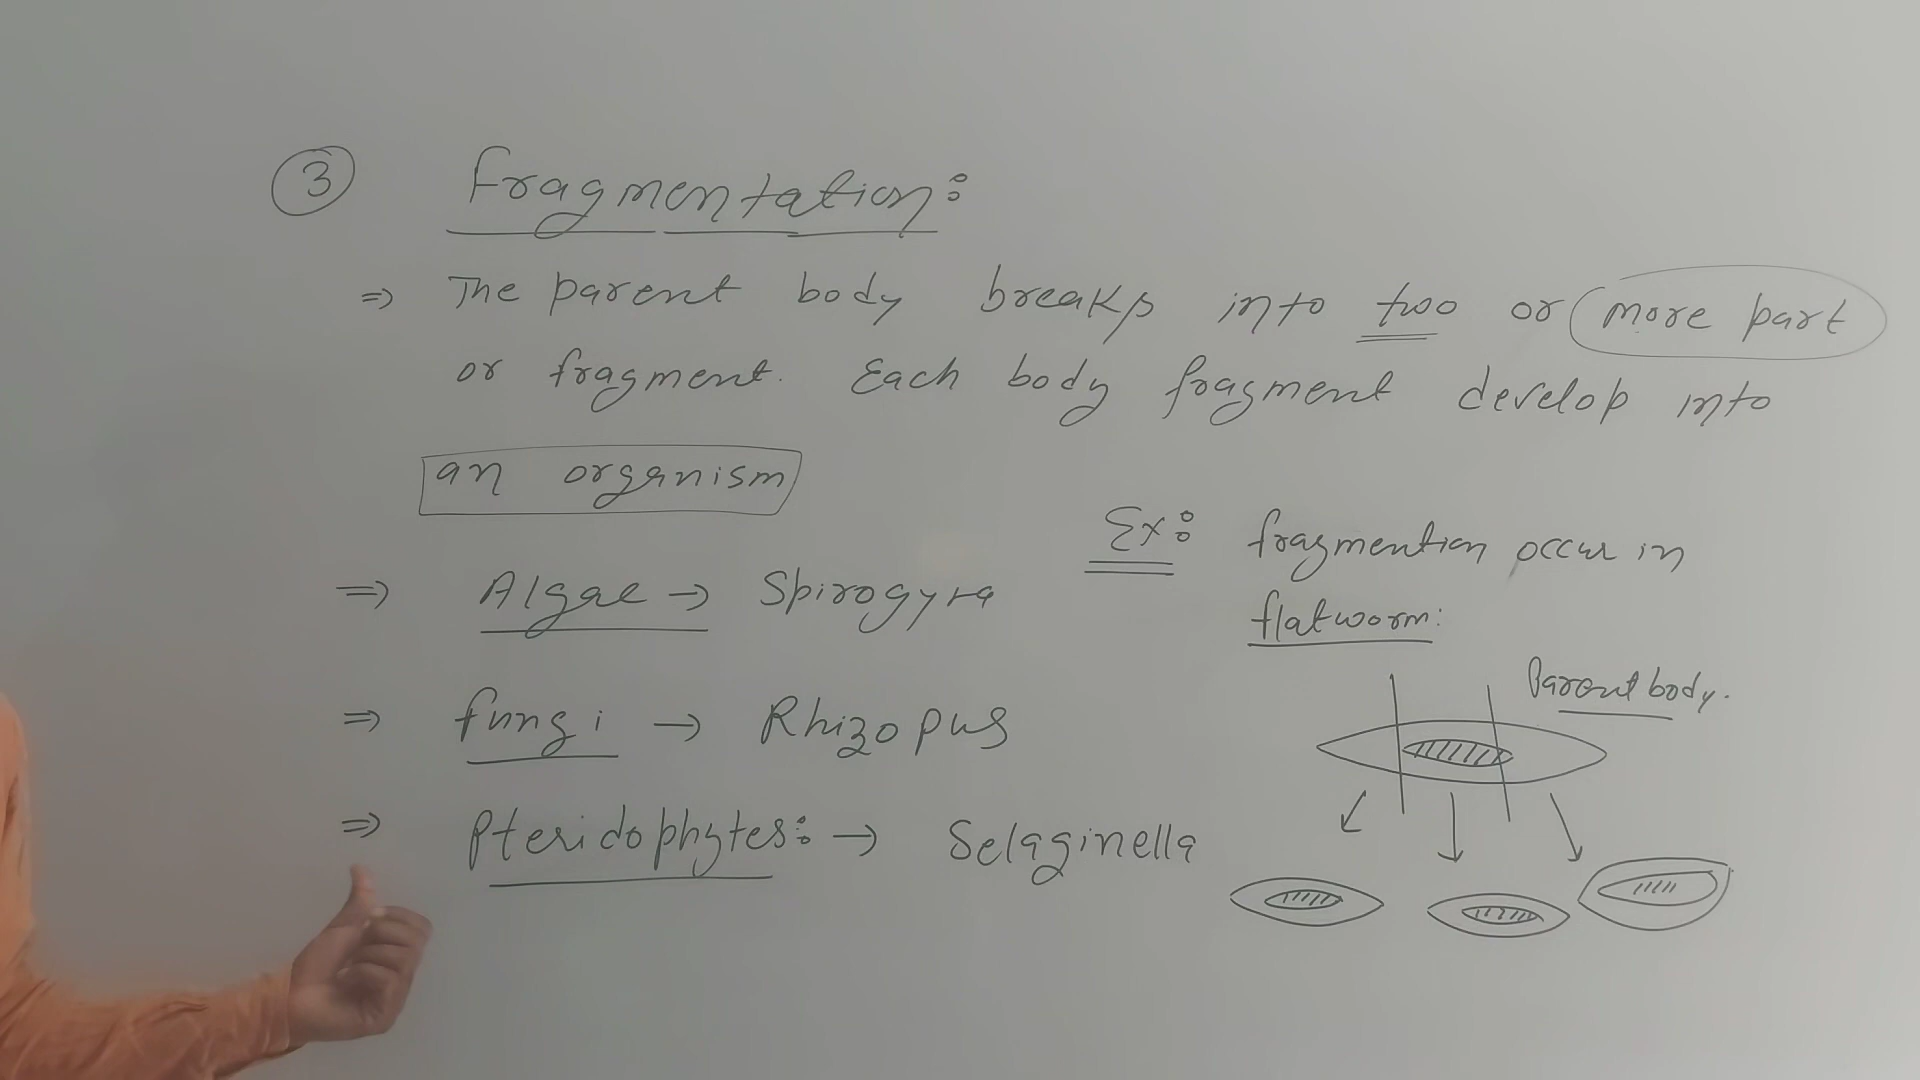 3 Fragmentation:
⇒ The parent body breaks into two or more part
or fragment. Each body fragment develop into
an organism
Ex: fragmention occur in
flatworm:
⇒ Algae → Spirogyra
Parent body.
⇒ fungi → Rhizopus
⇒ Pteridophytes: → Selaginella